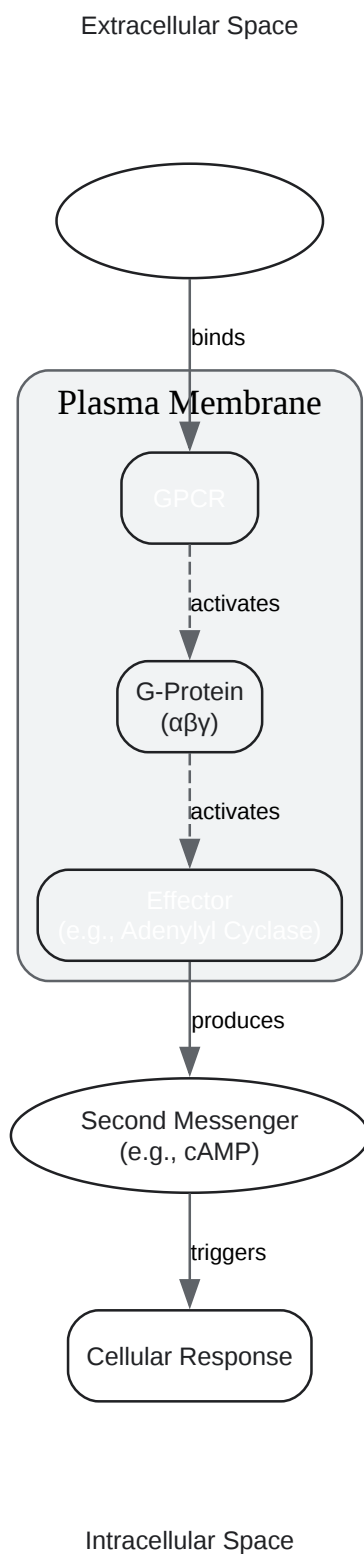 Extracellular Space
binds
Plasma Membrane
GPCR
activates
G-Protein
(αβγ)
activates
Effector
(e.g., Adenylyl Cyclase)
produces
Second Messenger
(e.g., cAMP)
triggers
Cellular Response
Intracellular Space